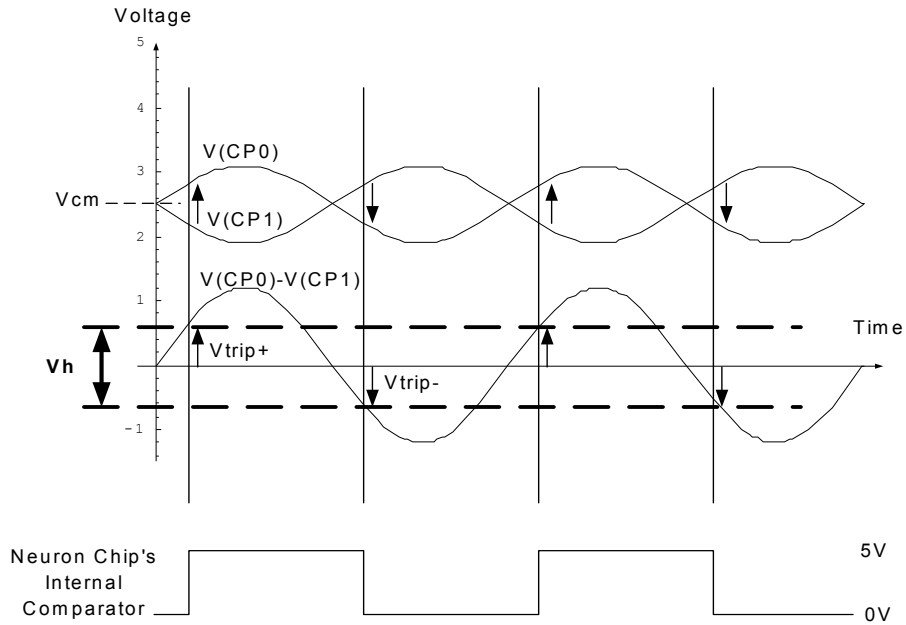 Voltage
5
4
V(CP0)
3
Vcm
V(CP1)
2
V(CP0)-V(CP1)
1
Time
Vtrip+
Vh
Vtrip-
-1
Neuron Chip's
Internal
Comparator
5V
0V